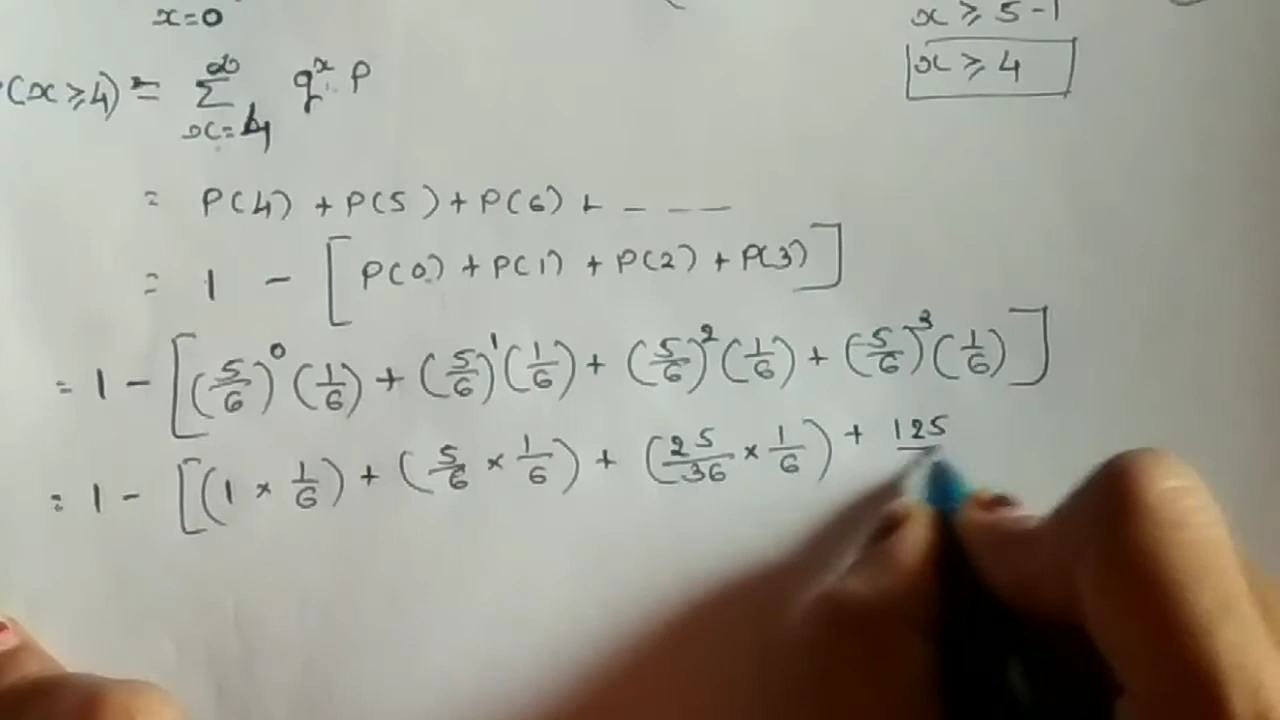 x=0
x ≥ 5-1
x ≥ 4
(x ≥ 4) = ∞ Σ x=4 q^x p
= P(4) + P(5) + P(6) + - - -
= 1 - [P(0) + P(1) + P(2) + P(3)]
= 1 - [(5/6)^0 (1/6) + (5/6)^1 (1/6) + (5/6)^2 (1/6) + (5/6)^3 (1/6)]
= 1 - [(1 × 1/6) + (5/6 × 1/6) + (25/36 × 1/6) + 125